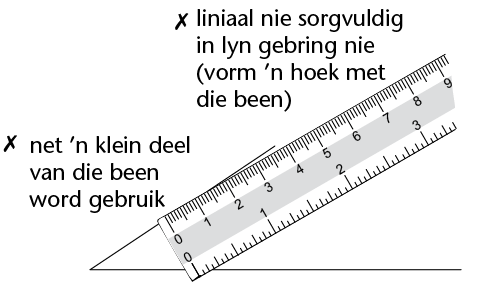 ✗ liniaal nie sorgvuldig
in lyn gebring nie
(vorm 'n hoek met
die been)
✗ net 'n klein deel
van die been
word gebruik
0 1 2 3 4 5 6 7 8 9
0 1 2 3